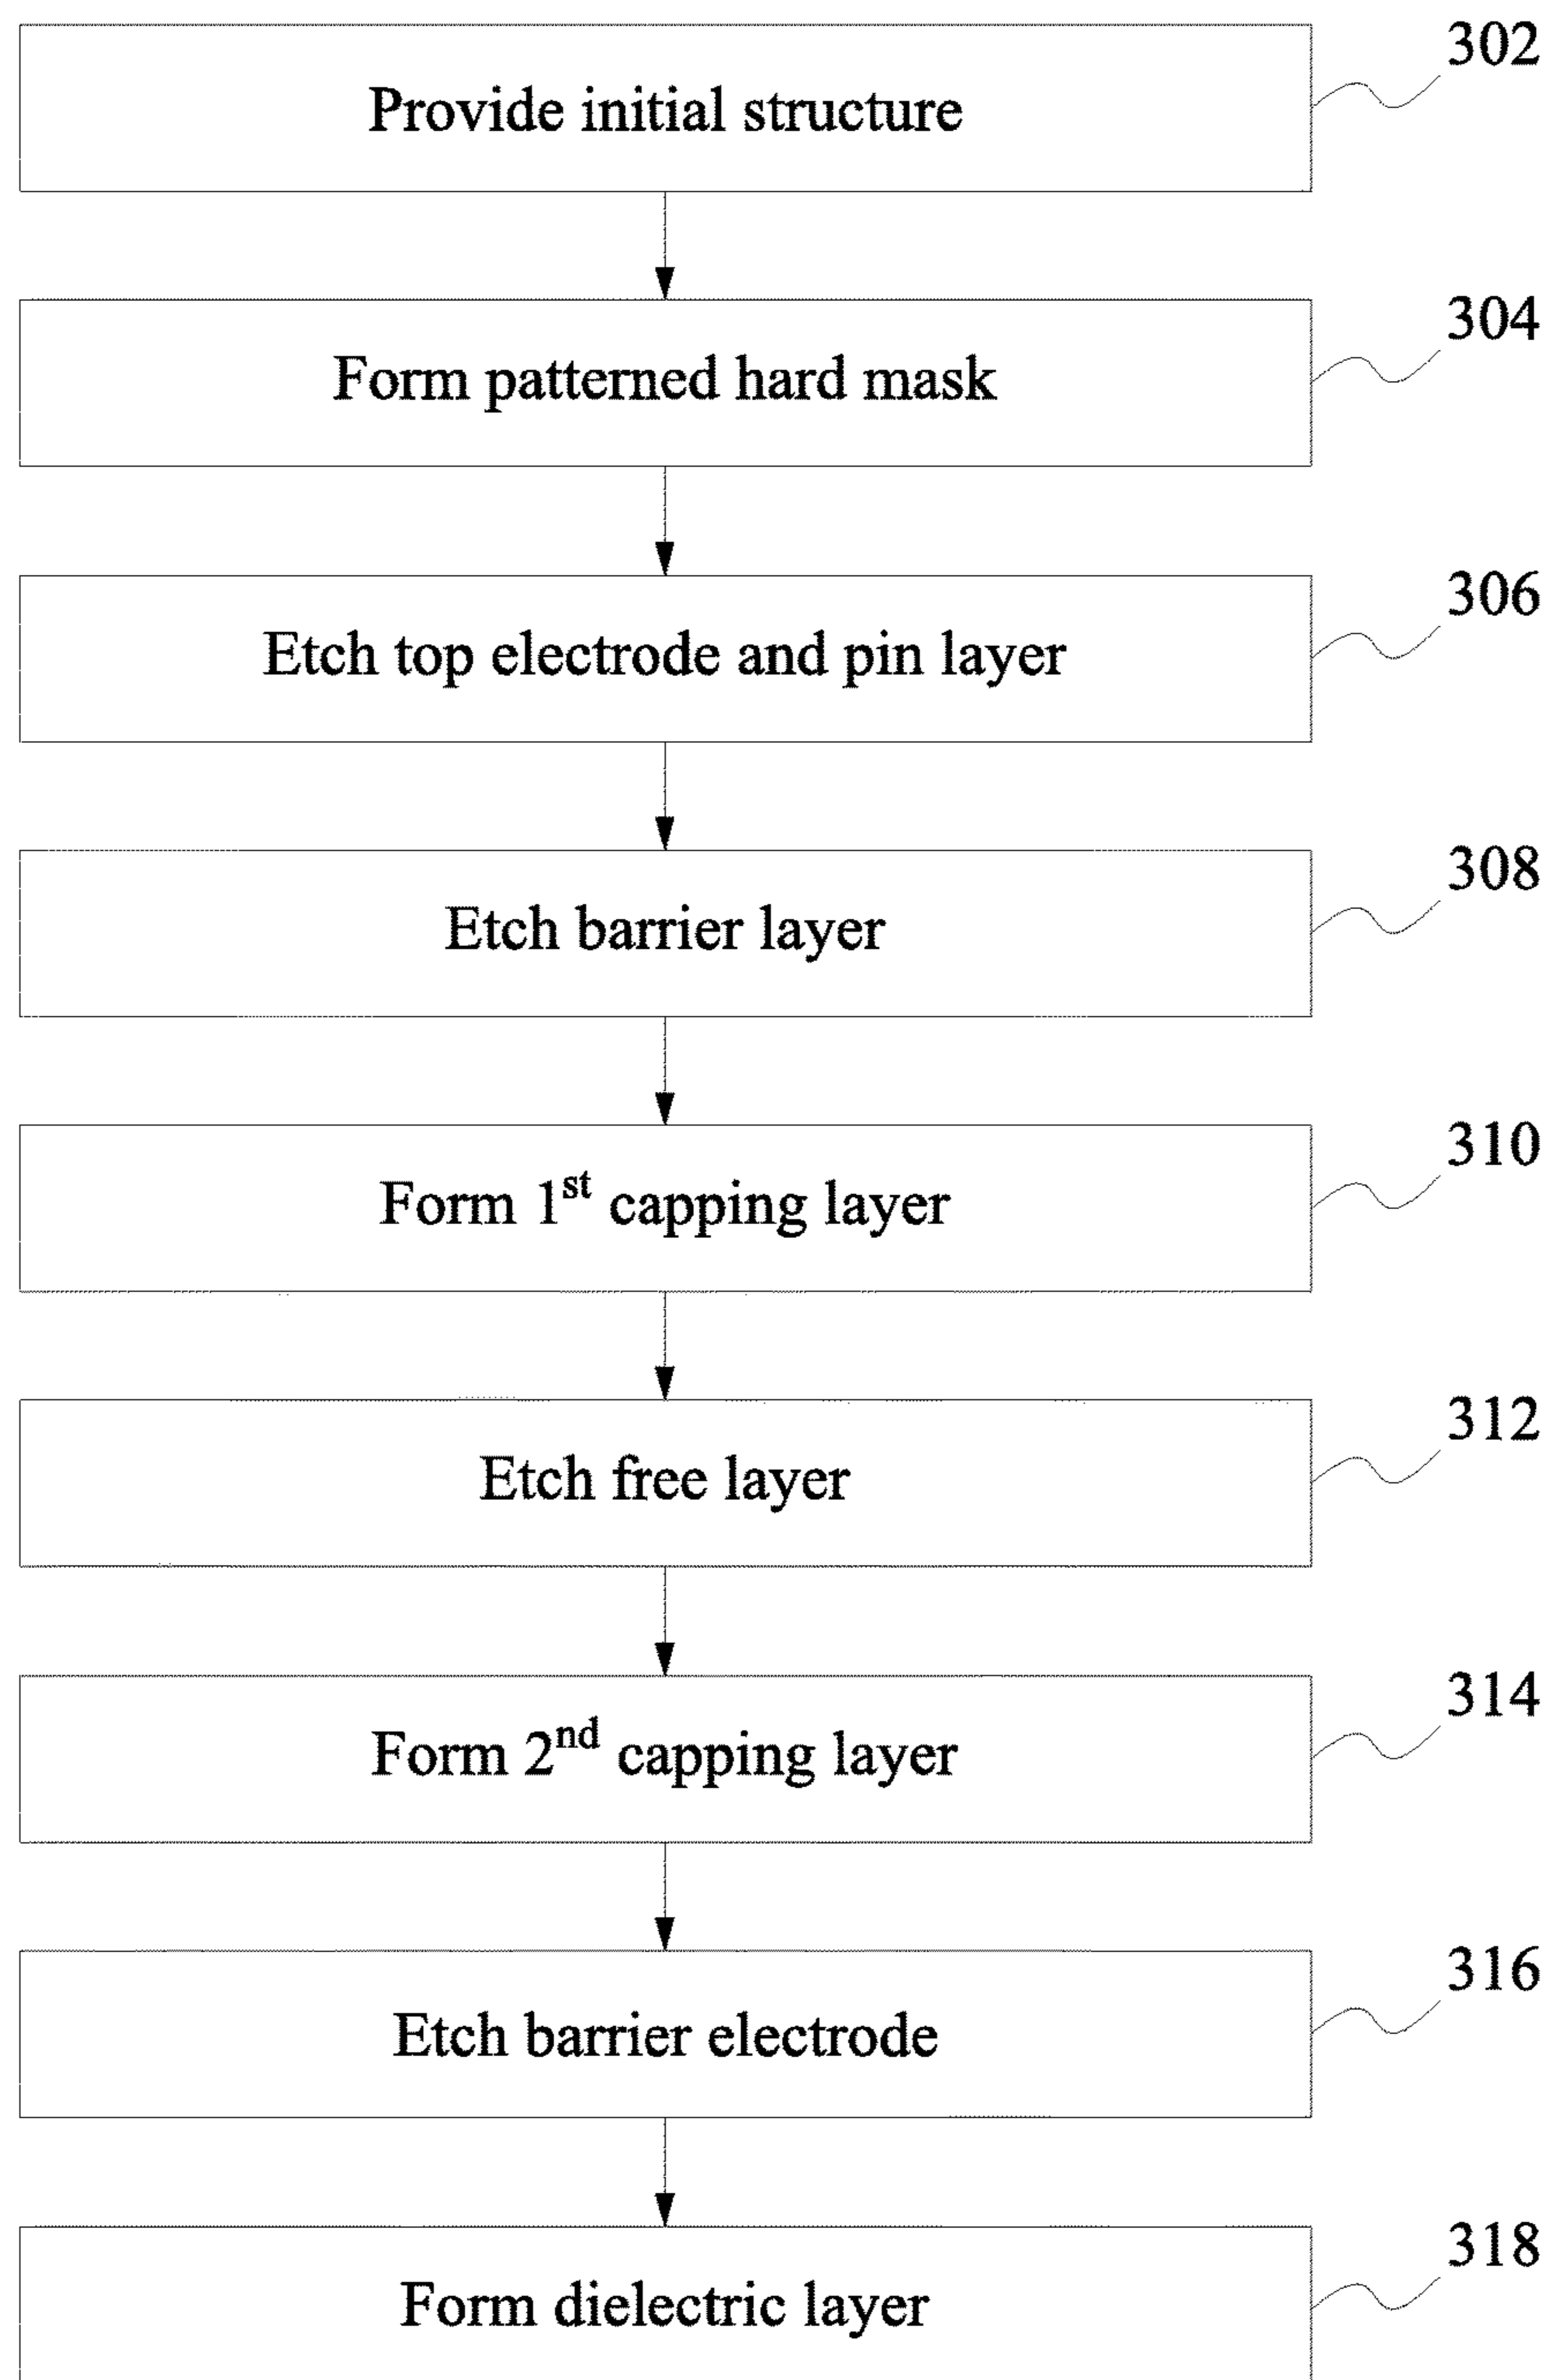 302
Provide initial structure
304
Form patterned hard mask
306
Etch top electrode and pin layer
308
Etch barrier layer
310
Form 1st capping layer
312
Etch free layer
314
Form 2nd capping layer
316
Etch barrier electrode
318
Form dielectric layer